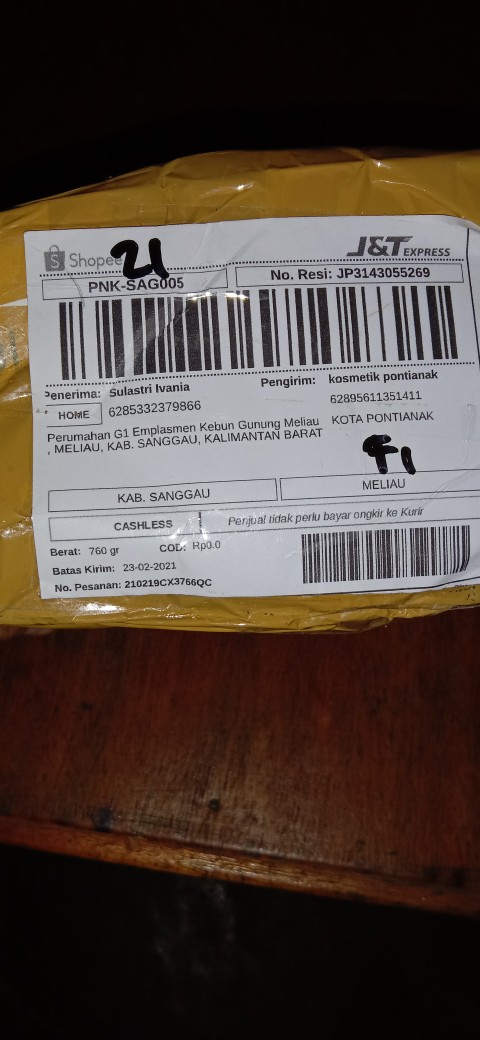 Shopee 21
J&T EXPRESS
PNK-SAG005
No. Resi: JP3143055269
Penerima: Sulastri Ivania
HOME 6285332379866
Perumahan G1 Emplasmen Kebun Gunung Meliau
, MELIAU, KAB. SANGGAU, KALIMANTAN BARAT
Pengirim: kosmetik pontianak
62895611351411
KOTA PONTIANAK
KAB. SANGGAU
MELIAU
CASHLESS
Penjual tidak perlu bayar ongkir ke Kurir
Berat: 760 gr COD: Rp0.0
Batas Kirim: 23-02-2021
No. Pesanan: 210219CX3766QC